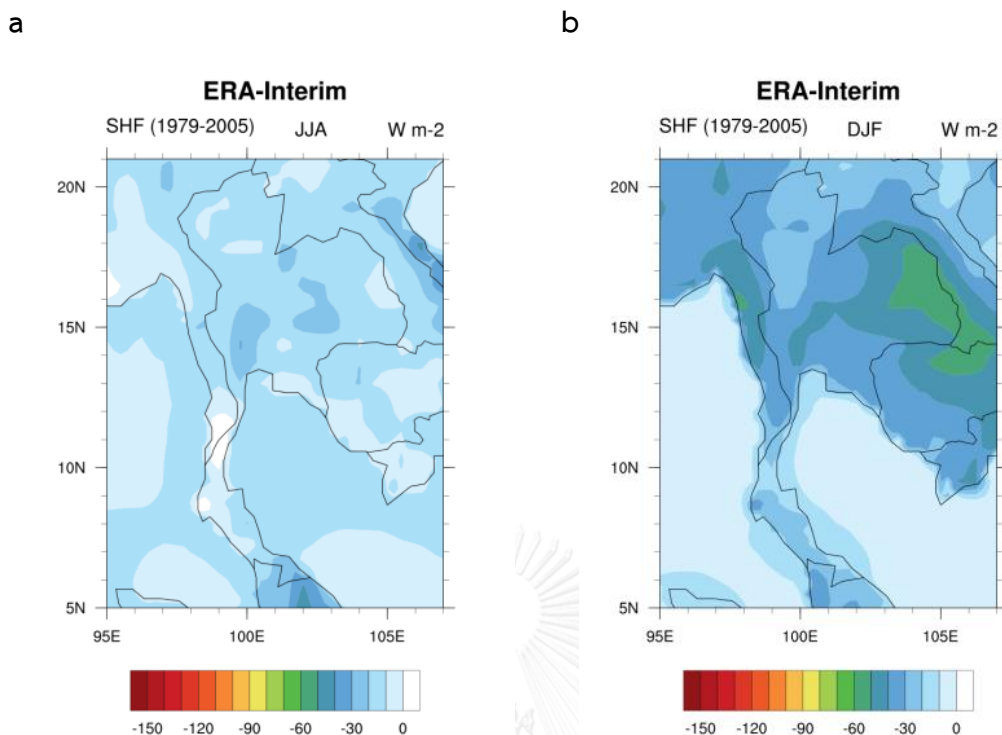 a
b
ERA-Interim
SHF (1979-2005) JJA W m-2
20N
15N
10N
5N
95E 100E 105E
-150 -120 -90 -60 -30 0
ERA-Interim
SHF (1979-2005) DJF W m-2
20N
15N
10N
5N
95E 100E 105E
-150 -120 -90 -60 -30 0